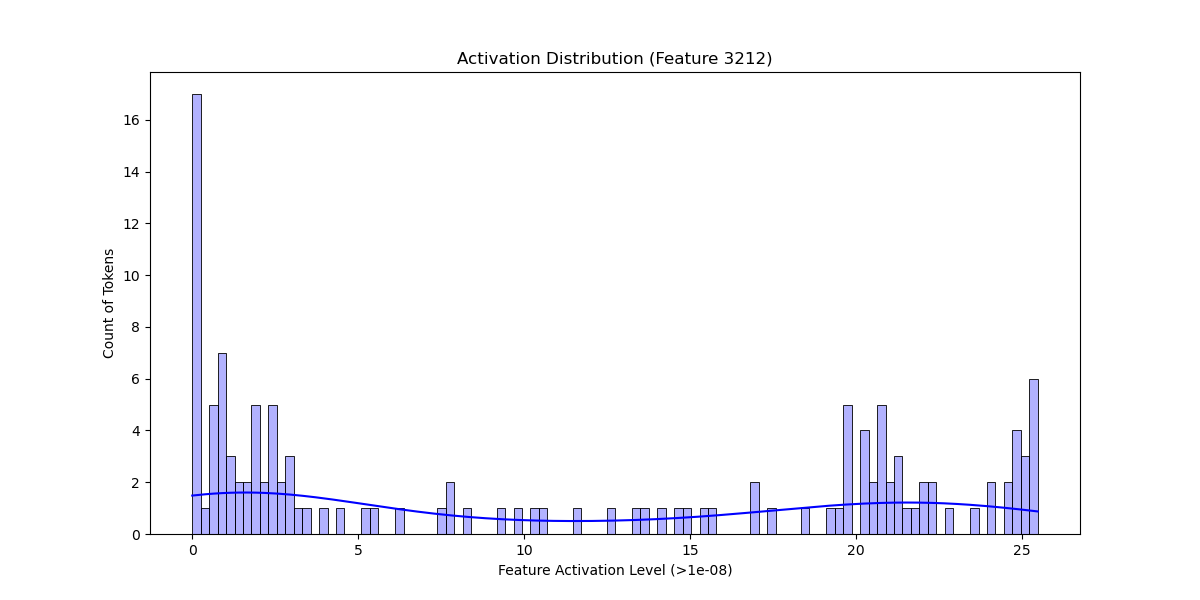 Activation Distribution (Feature 3212)
16
14
12
10
8
6
4
2
0
Count of Tokens
0 5 10 15 20 25
Feature Activation Level (>1e-08)